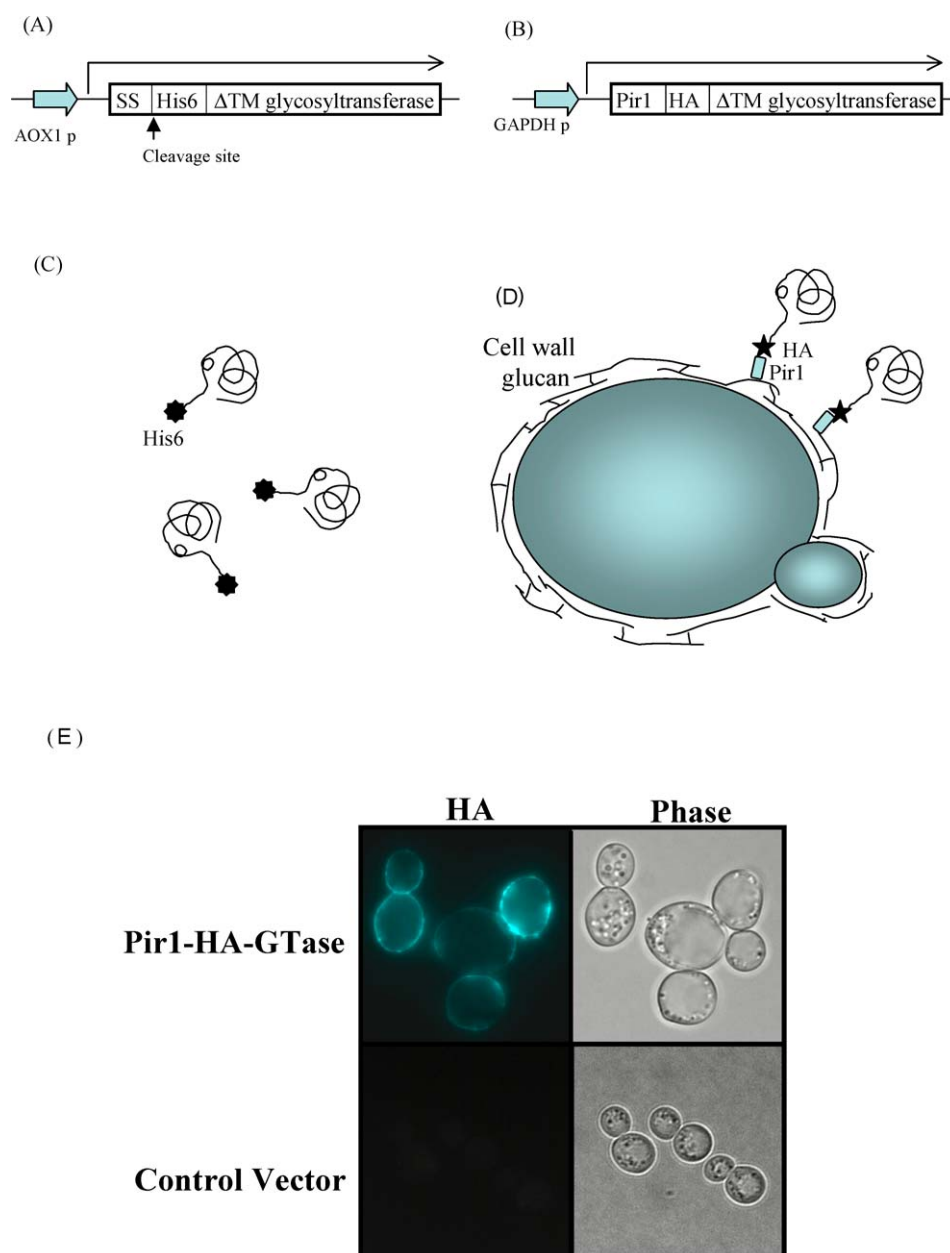 (A)
SS His6 ΔTM glycosyltransferase
AOX1 p
Cleavage site
(B)
Pir1 HA ΔTM glycosyltransferase
GAPDH p
(C)
His6
(D)
Cell wall
glucan
HA
Pir1
(E)
HA Phase
Pir1-HA-GTase
Control Vector